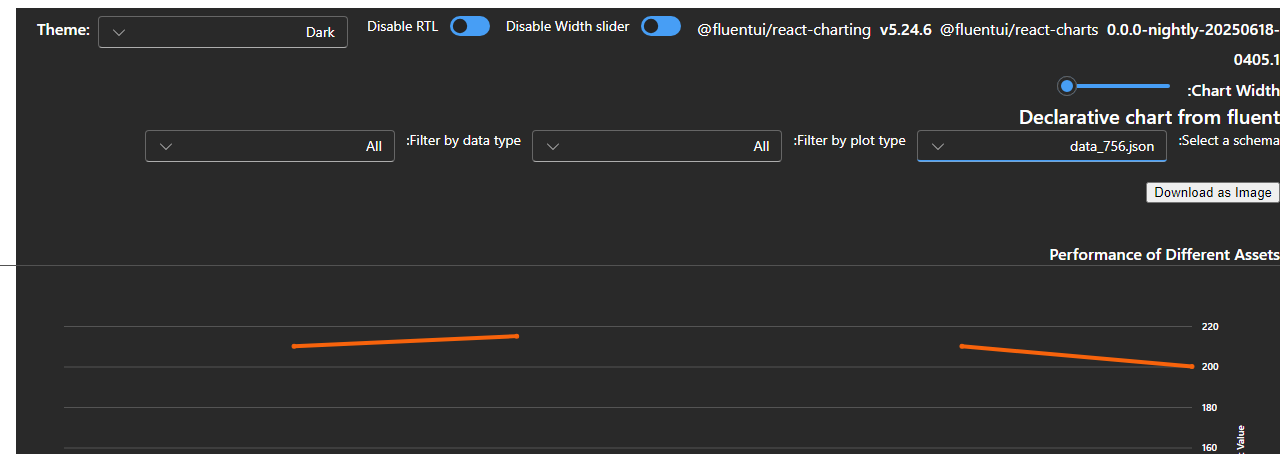 Theme: Dark Disable RTL Disable Width slider @fluentui/react-charting v5.24.6 @fluentui/react-charts 0.0.0-nightly-20250618-
0405.1
:Chart Width
Declarative chart from fluent
All :Filter by data type All :Filter by plot type data_756.json :Select a schema
Download as Image
Performance of Different Assets
220
200
180
160
Value